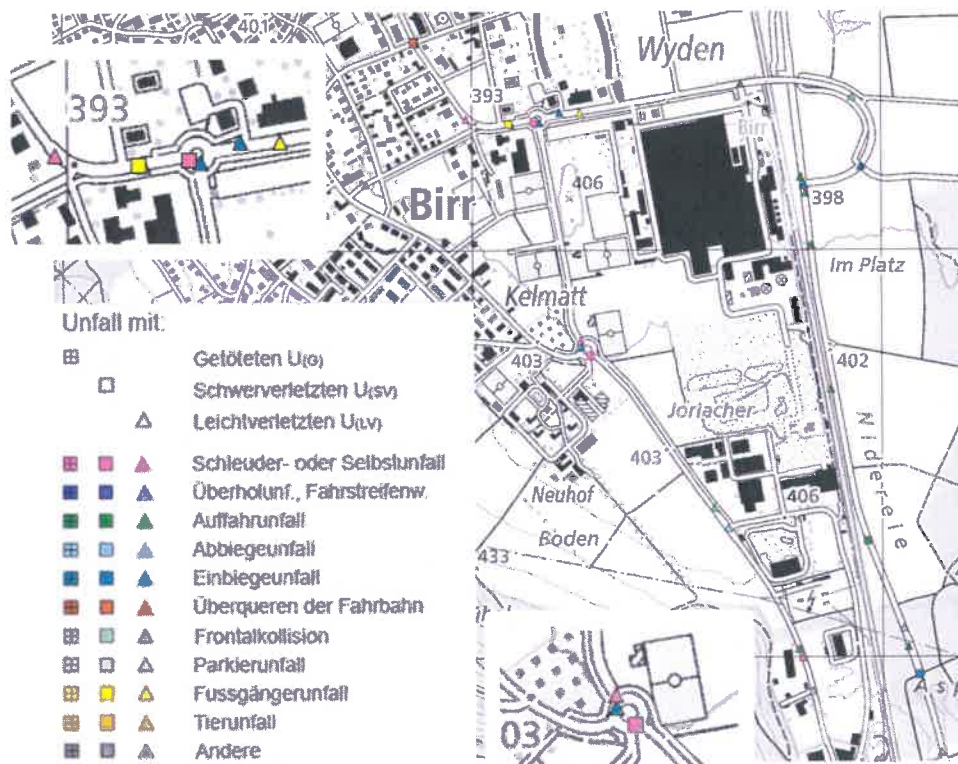 401
Wyden
393
393
Birr
406
Birr
398
Im Platz
Kelmatt
Unfall mit:
Getöteten U(G)
Schwerverletzten U(SV)
403
402
Leichtverletzten U(LV)
Jorlacher
Schleuder- oder Selbstunfall
403
Nidereie
Überholunf., Fahrstreifenw.
Neuhof
406
Auffahrunfall
Boden
Abbiegeunfall
433
Einbiegeunfall
Überqueren der Fahrbahn
Frontalkollision
Parkierunfall
Fussgängerunfall
03
Tierunfall
Andere